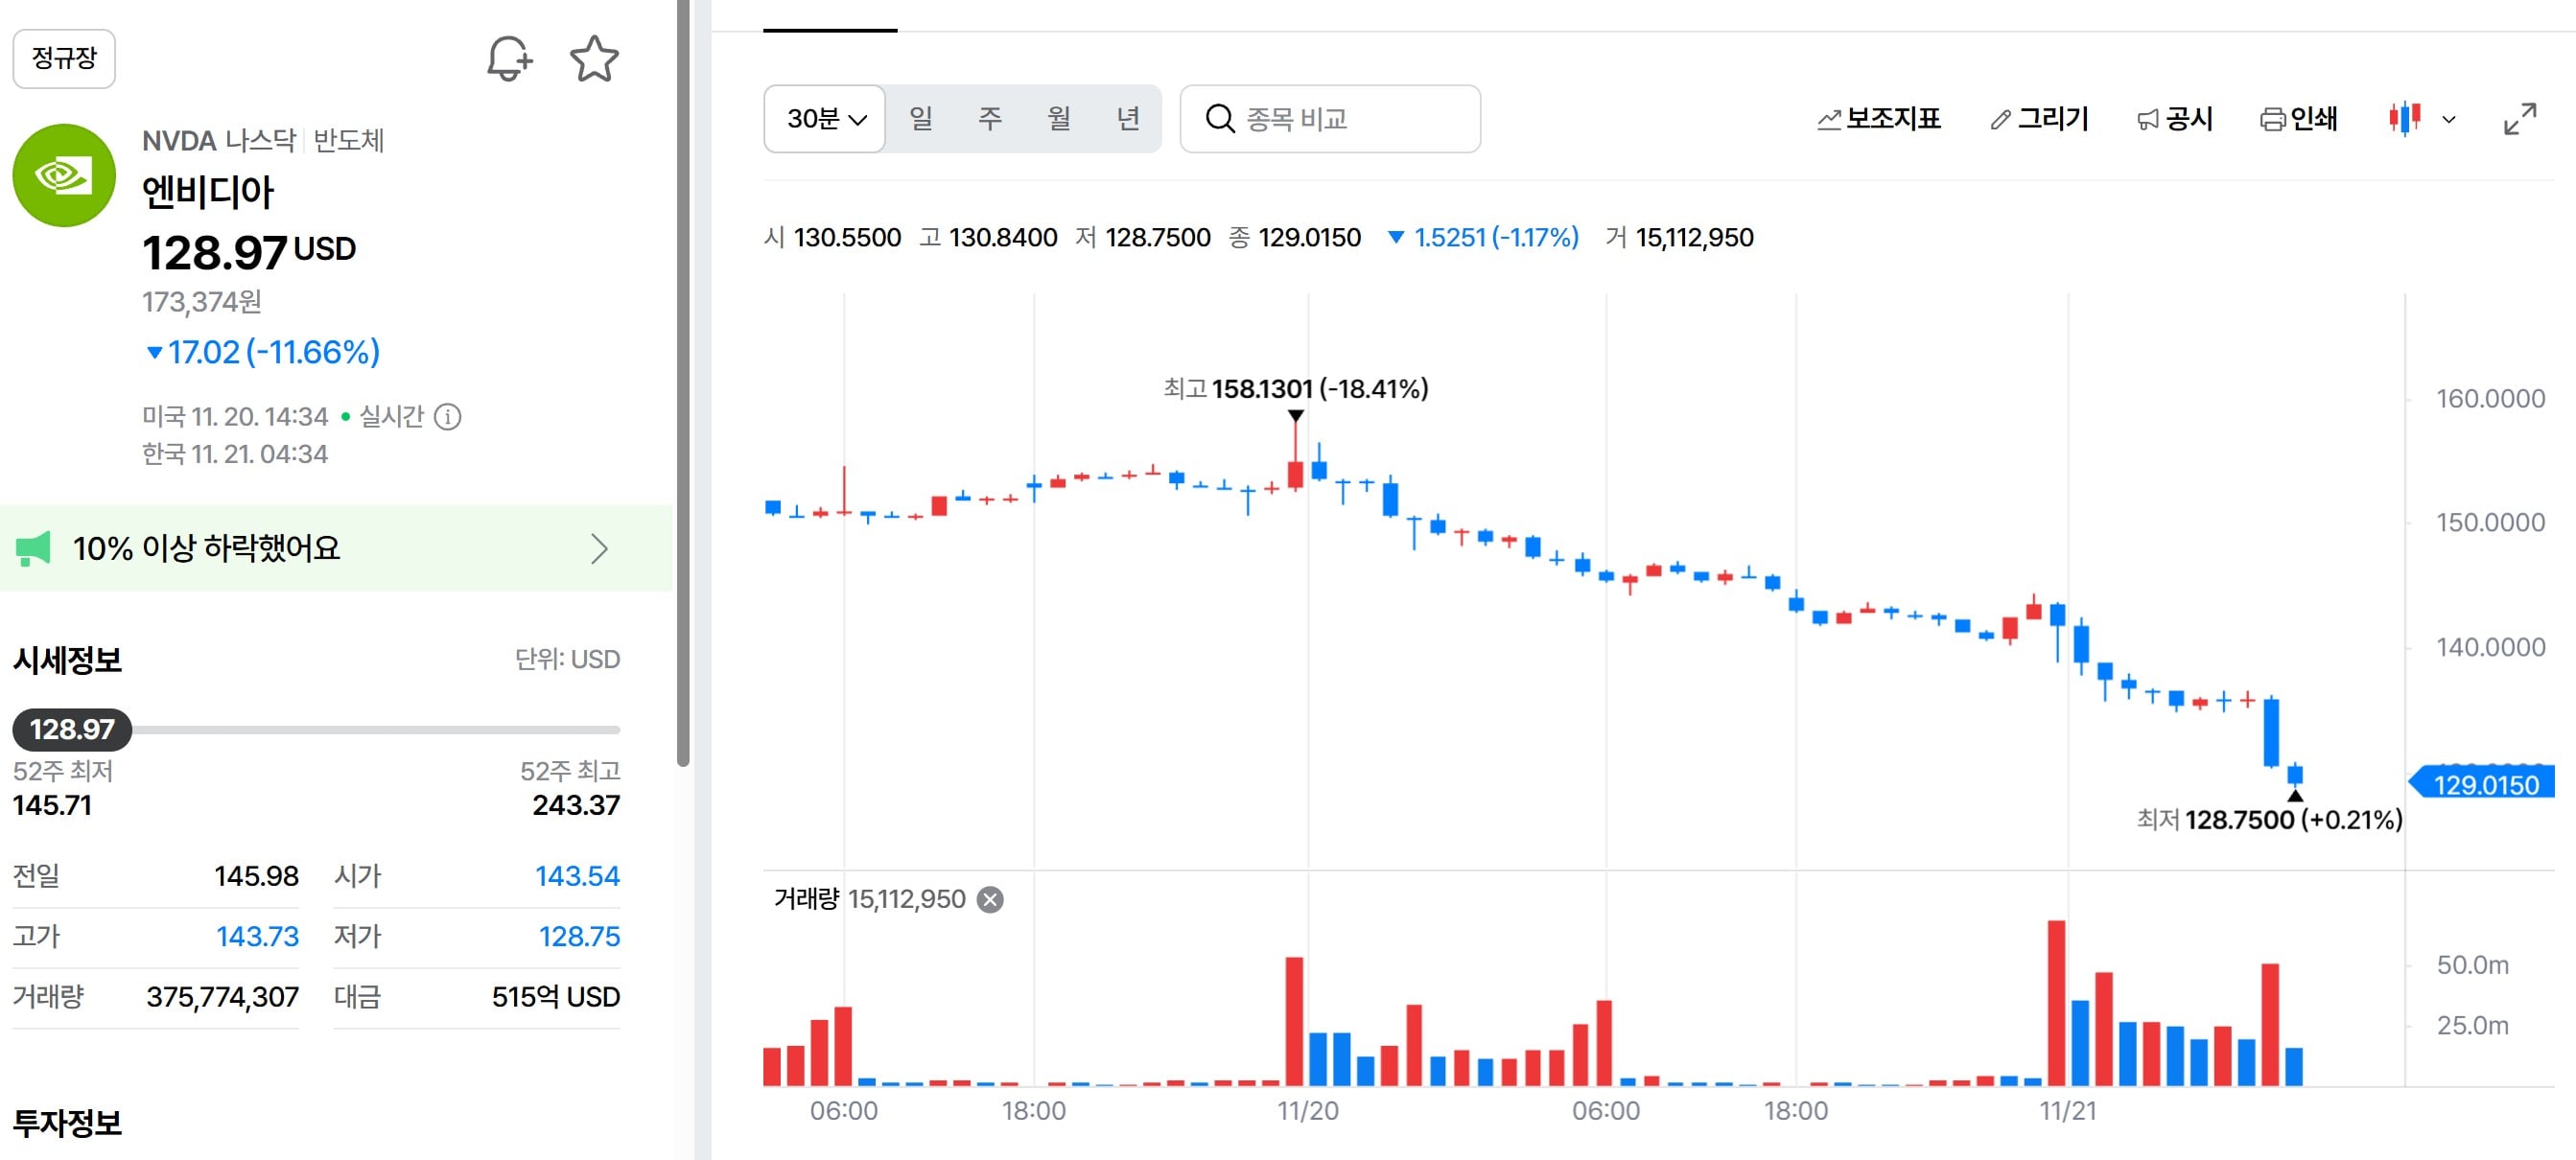 정규장
NVDA 나스닥 반도체
엔비디아
128.97 USD
173,374원
▼17.02 (-11.66%)
미국 11. 20. 14:34 • 실시간
한국 11. 21. 04:34
10% 이상 하락했어요
시세정보 단위: USD
128.97
52주 최저 52주 최고
145.71 243.37
전일 145.98 시가 143.54
고가 143.73 저가 128.75
거래량 375,774,307 대금 515억 USD
투자정보
30분 일 주 월 년 종목 비교 보조지표 그리기 공시 인쇄
시 130.5500 고 130.8400 저 128.7500 종 129.0150 ▼ 1.5251 (-1.17%) 거 15,112,950
최고 158.1301 (-18.41%)
160.0000
150.0000
140.0000
129.0150
최저 128.7500 (+0.21%)
거래량 15,112,950
50.0m
25.0m
06:00 18:00 11/20 06:00 18:00 11/21